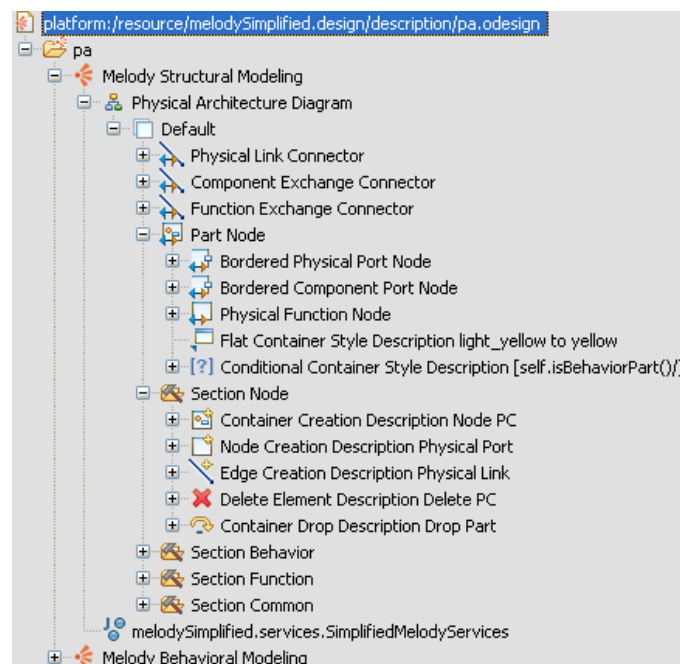 platform:/resource/melodySimplified.design/description/pa.odesign
pa
Melody Structural Modeling
Physical Architecture Diagram
Default
Physical Link Connector
Component Exchange Connector
Function Exchange Connector
Part Node
Bordered Physical Port Node
Bordered Component Port Node
Physical Function Node
Flat Container Style Description light_yellow to yellow
[?] Conditional Container Style Description [self.isBehaviorPart()/]
Section Node
Container Creation Description Node PC
Node Creation Description Physical Port
Edge Creation Description Physical Link
Delete Element Description Delete PC
Container Drop Description Drop Part
Section Behavior
Section Function
Section Common
melodySimplified.services.SimplifiedMelodyServices
Melody Behavioral Modeling